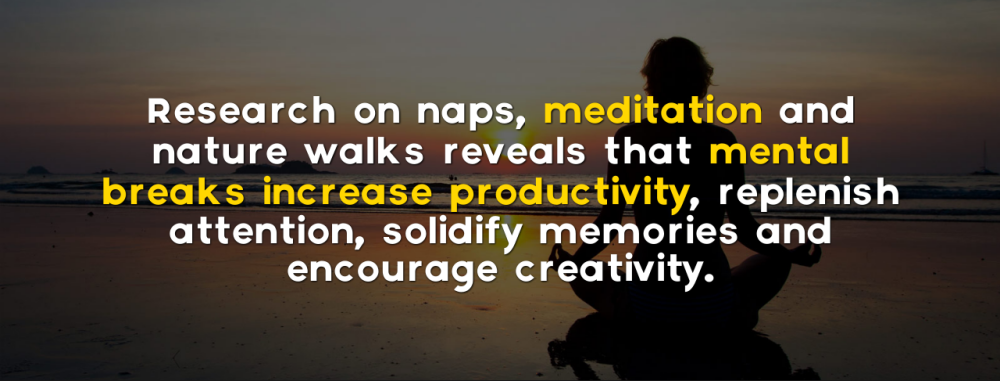 Research on naps, meditation and
nature walks reveals that mental
breaks increase productivity, replenish
attention, solidify memories and
encourage creativity.